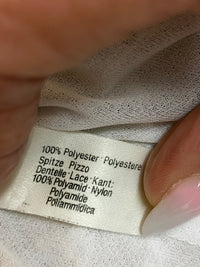 100% Polyester·Polyestere
Spitze Pizzo
Dentelle·Lace·Kant:
100% Polyamid·Nylon
Polyamide
Poliammidica